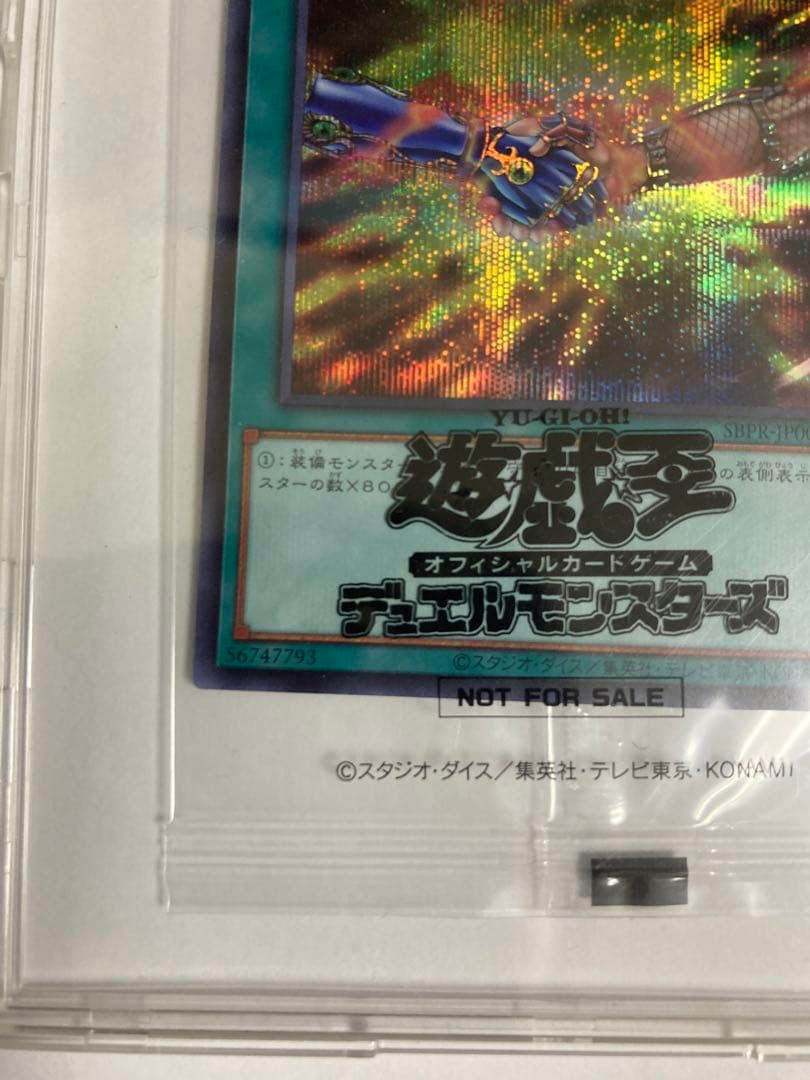 YU-GI-OH!
SBPR-JP00
①:装備モンスタ
の表側表示
スターの数×80
遊戯王
オフィシャルカードゲーム
デュエルモンスターズ
56747793
©スタジオ・ダイス/集英社・テレビ東京・KO
NOT FOR SALE
©スタジオ・ダイス/集英社・テレビ東京・KONAMI